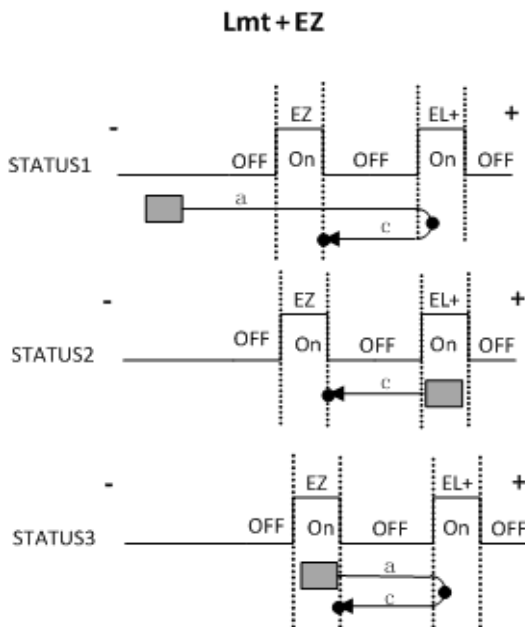 Lmt + EZ
- EZ EL+ +
STATUS1 OFF On OFF On OFF
a
c
- EZ EL+ +
STATUS2 OFF On OFF On OFF
c
- EZ EL+ +
STATUS3 OFF On OFF On OFF
a
c